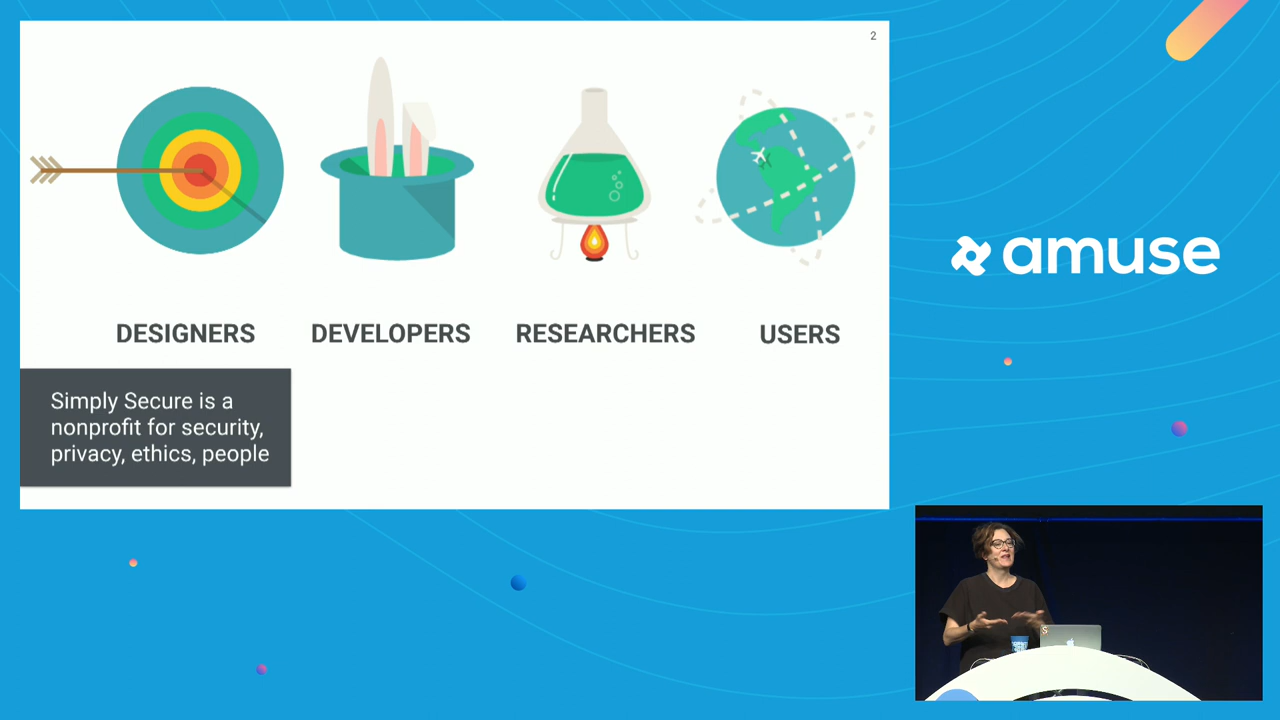 2
DESIGNERS
DEVELOPERS
RESEARCHERS
USERS
Simply Secure is a
nonprofit for security,
privacy, ethics, people
amuse